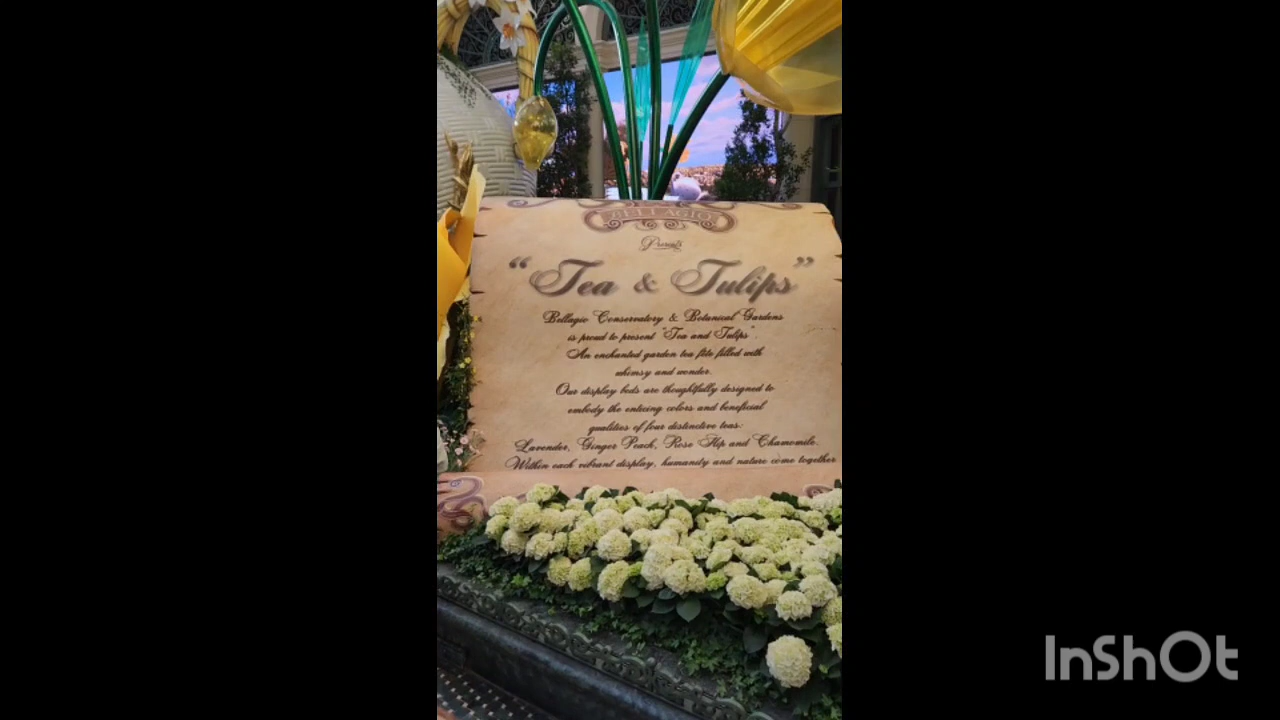 BELLAGIO
Presents
"Tea & Tulips"
Bellagio Conservatory & Botanical Gardens
is proud to present "Tea and Tulips".
An enchanted garden tea fête filled with
whimsy and wonder.
Our display beds are thoughtfully designed to
embody the enticing colors and beneficial
qualities of four distinctive teas:
Lavender, Ginger Peach, Rose Hip and Chamomile.
Within each vibrant display, humanity and nature come together
InShOt